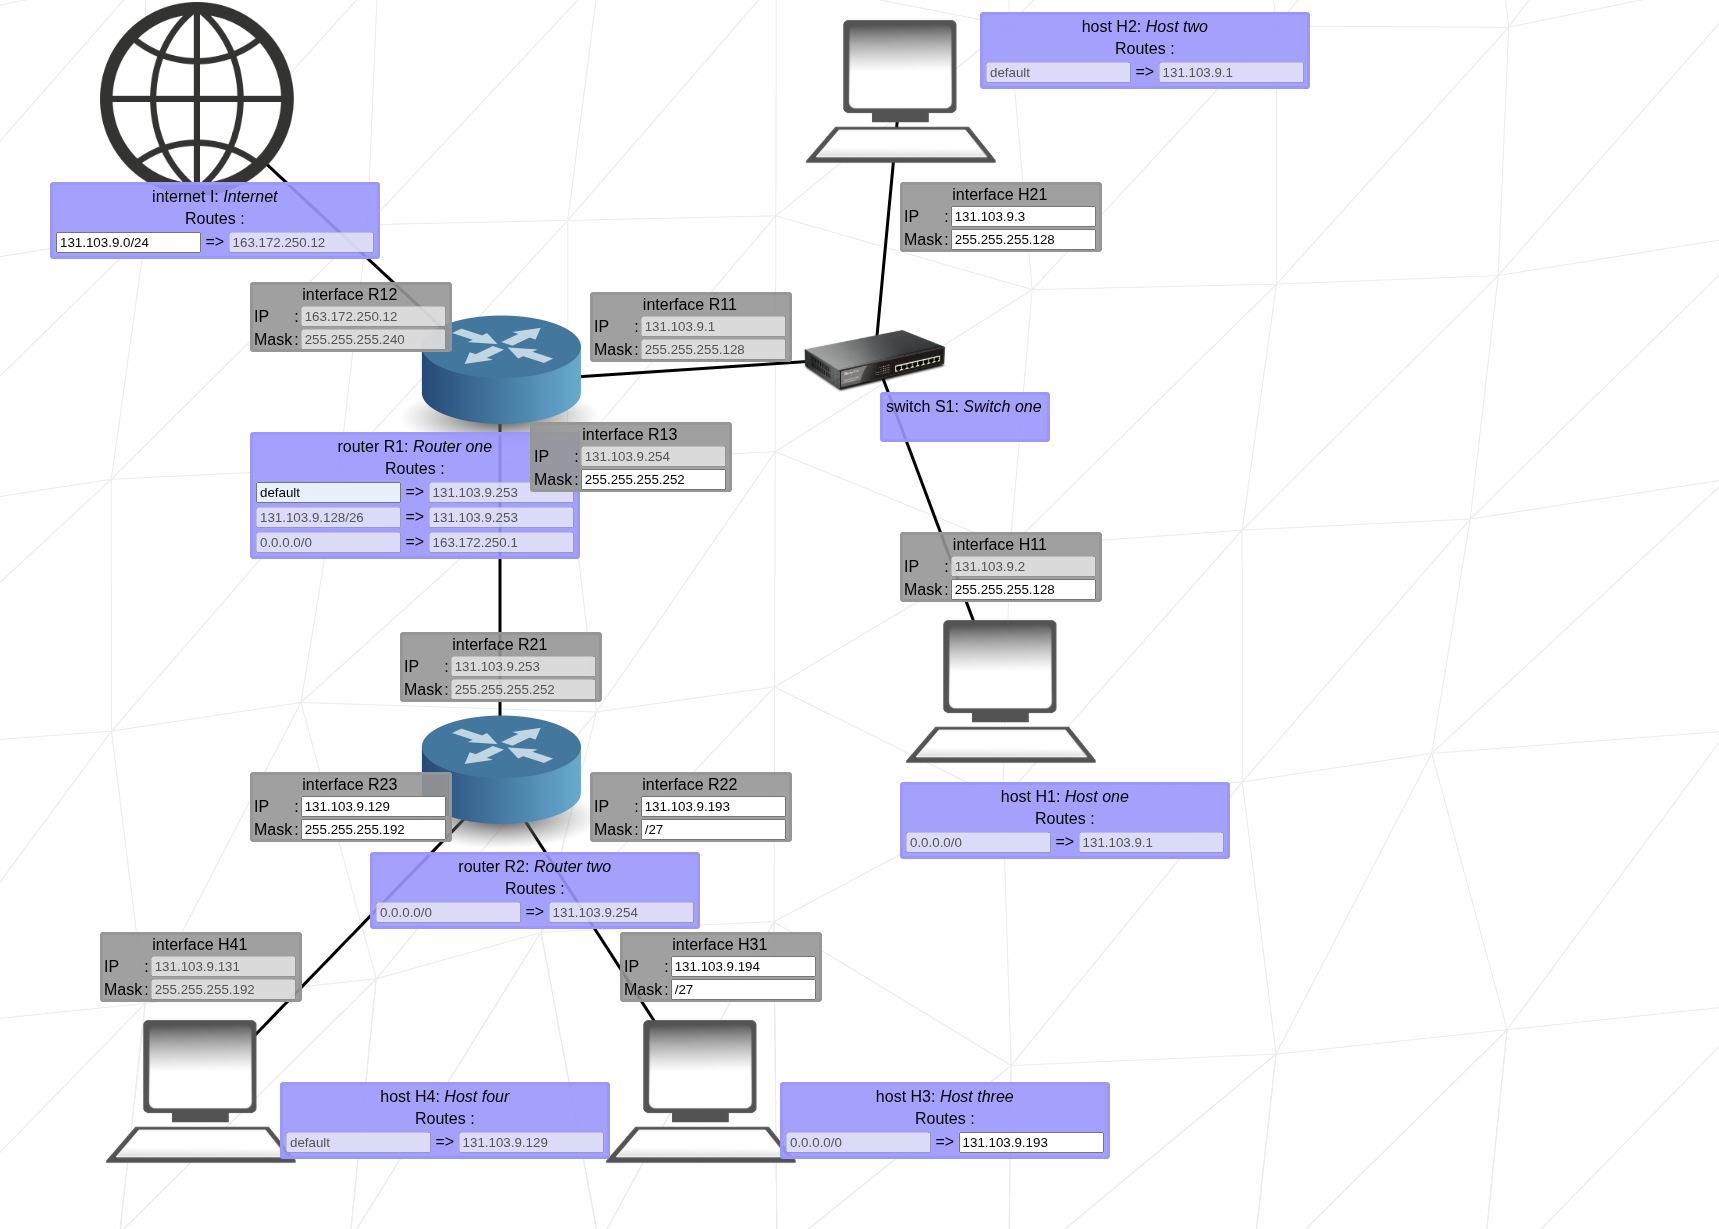 host H2: Host two
Routes :
default => 131.103.9.1
internet I: Internet
Routes :
131.103.9.0/24 => 163.172.250.12
interface H21
IP : 131.103.9.3
Mask : 255.255.255.128
interface R12
IP : 163.172.250.12
Mask : 255.255.255.240
interface R11
IP : 131.103.9.1
Mask : 255.255.255.128
switch S1: Switch one
router R1: Router one
Routes :
default => 131.103.9.253
131.103.9.128/26 => 131.103.9.253
0.0.0.0/0 => 163.172.250.1
interface R13
IP : 131.103.9.254
Mask : 255.255.255.252
interface H11
IP : 131.103.9.2
Mask : 255.255.255.128
interface R21
IP : 131.103.9.253
Mask : 255.255.255.252
interface R23
IP : 131.103.9.129
Mask : 255.255.255.192
interface R22
IP : 131.103.9.193
Mask : /27
host H1: Host one
Routes :
0.0.0.0/0 => 131.103.9.1
router R2: Router two
Routes :
0.0.0.0/0 => 131.103.9.254
interface H41
IP : 131.103.9.131
Mask : 255.255.255.192
interface H31
IP : 131.103.9.194
Mask : /27
host H4: Host four
Routes :
default => 131.103.9.129
host H3: Host three
Routes :
0.0.0.0/0 => 131.103.9.193